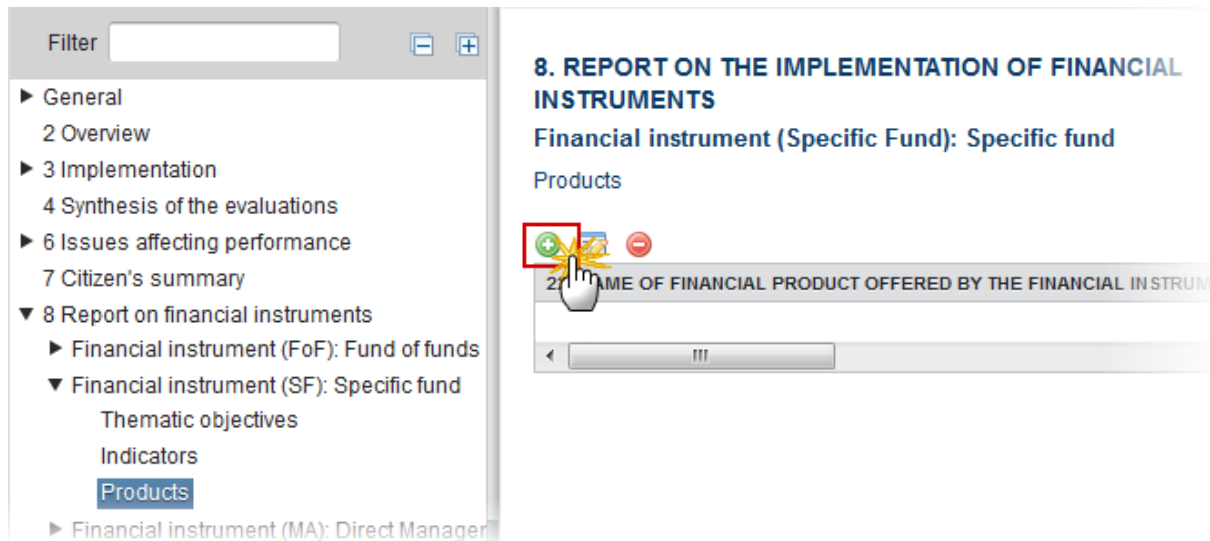 Filter
General
2 Overview
3 Implementation
4 Synthesis of the evaluations
6 Issues affecting performance
7 Citizen's summary
8 Report on financial instruments
Financial instrument (FoF): Fund of funds
Financial instrument (SF): Specific fund
Thematic objectives
Indicators
Products
Financial instrument (MA): Direct Manager
8. REPORT ON THE IMPLEMENTATION OF FINANCIAL
INSTRUMENTS
Financial instrument (Specific Fund): Specific fund
Products
OF FINANCIAL PRODUCT OFFERED BY THE FINANCIAL